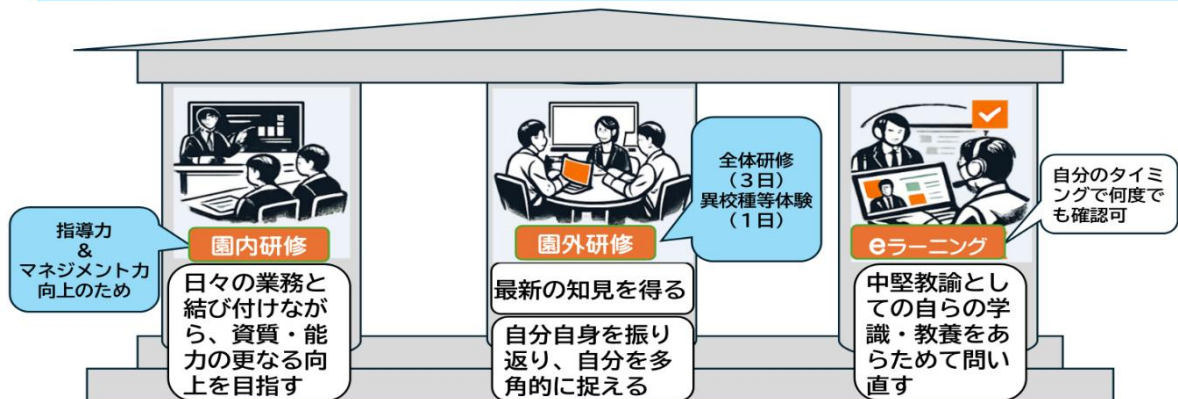 指導力
&
マネジメント力
向上のため
園内研修
日々の業務と
結び付けなが
ら、資質・能
力の更なる向
上を目指す
園外研修
全体研修
（３日）
異校種等体験
（１日）
最新の知見を得る
自分自身を振り
返り、自分を多
角的に捉える
eラーニング
自分のタイミ
ングで何度で
も確認可
中堅教諭とし
ての自らの学
識・教養をあ
らためて問い
直す